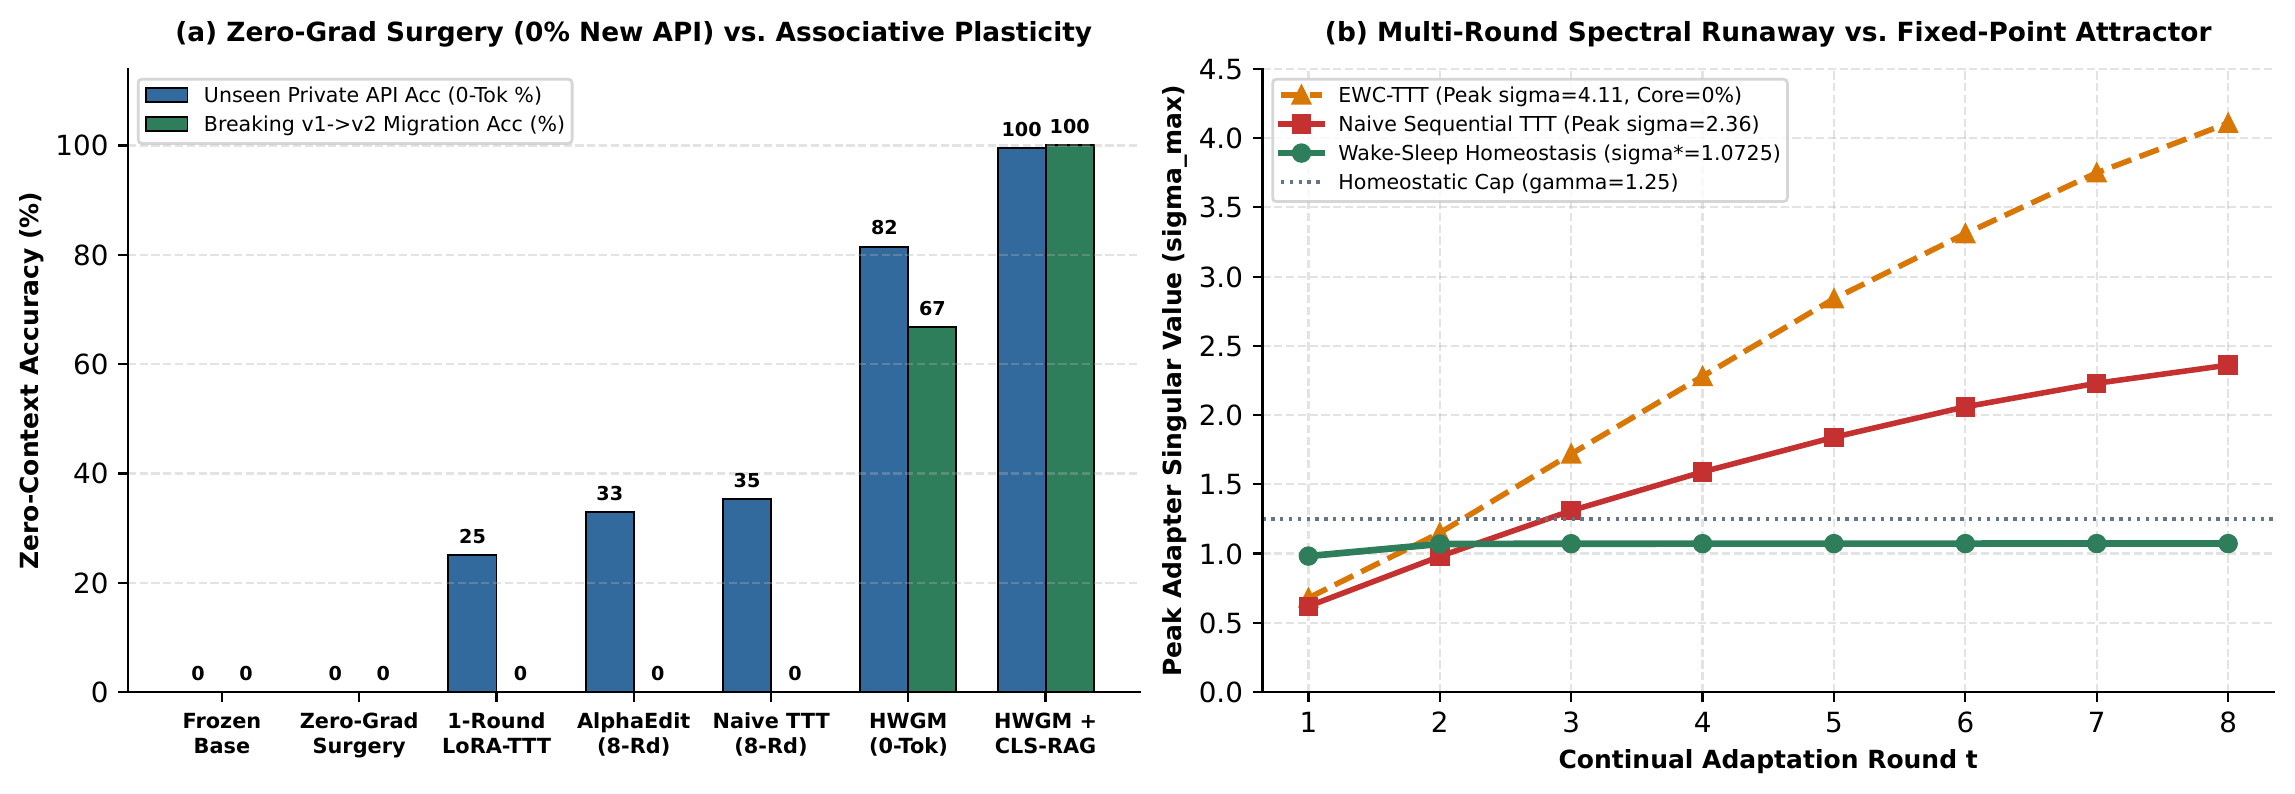 (a) Zero-Grad Surgery (0% New API) vs. Associative Plasticity
Unseen Private API Acc (0-Tok %)
Breaking v1->v2 Migration Acc (%)
Zero-Context Accuracy (%)
100
80
60
40
20
0
0
0
0
0
25
0
33
0
35
0
82
67
100
100
Frozen
Base
Zero-Grad
Surgery
1-Round
LoRA-TTT
AlphaEdit
(8-Rd)
Naive TTT
(8-Rd)
HWGM
(0-Tok)
HWGM +
CLS-RAG
(b) Multi-Round Spectral Runaway vs. Fixed-Point Attractor
EWC-TTT (Peak sigma=4.11, Core=0%)
Naive Sequential TTT (Peak sigma=2.36)
Wake-Sleep Homeostasis (sigma*=1.0725)
Homeostatic Cap (gamma=1.25)
Peak Adapter Singular Value (sigma_max)
4.5
4.0
3.5
3.0
2.5
2.0
1.5
1.0
0.5
0.0
1
2
3
4
5
6
7
8
Continual Adaptation Round t